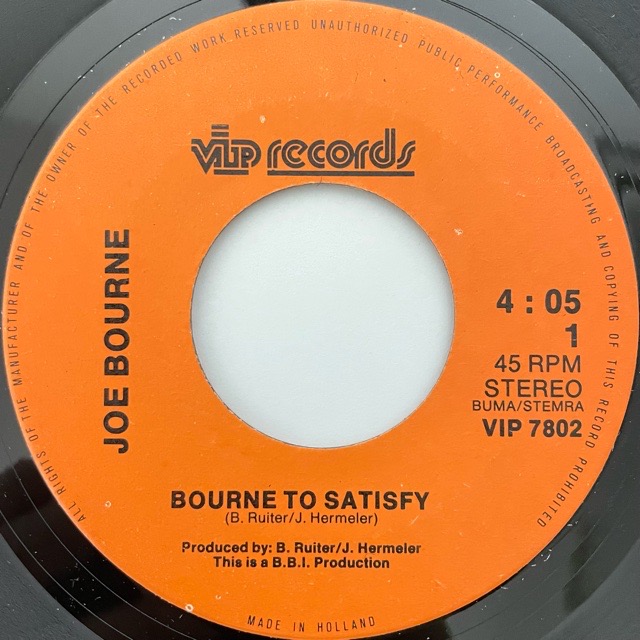 ALL RIGHTS OF THE MANUFACTURER AND OF THE OWNER OF THE RECORDED WORK RESERVED UNAUTHORIZED PUBLIC PERFORMANCE BROADCASTING AND COPYING OF THIS RECORD PROHIBITED
VIP records
JOE BOURNE
4 : 05
1
45 RPM
STEREO
BUMA/STEMRA
VIP 7802
BOURNE TO SATISFY
(B. Ruiter/J. Hermeler)
Produced by: B. Ruiter/J. Hermeler
This is a B.B.I. Production
MADE IN HOLLAND